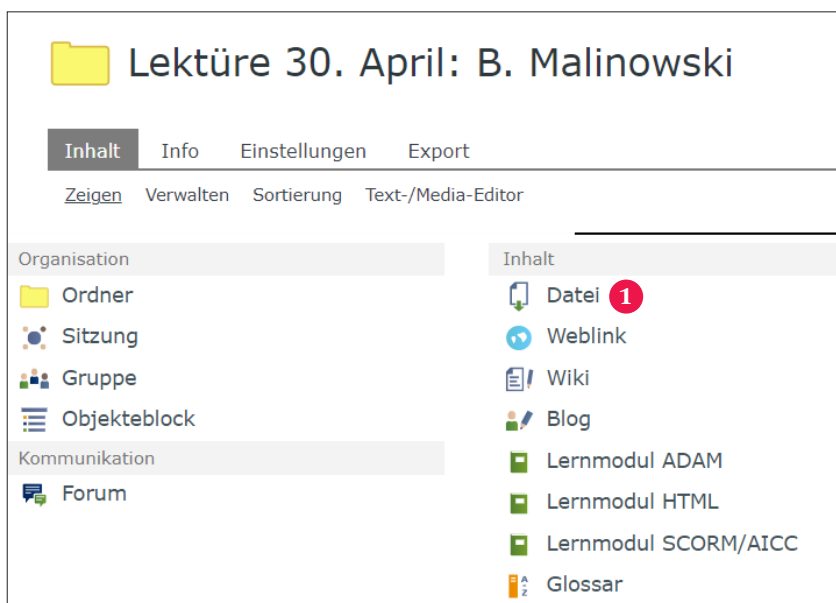 Lektüre 30. April: B. Malinowski
Inhalt Info Einstellungen Export
Zeigen Verwalten Sortierung Text-/Media-Editor
Organisation
Ordner
Sitzung
Gruppe
Objekteblock
Kommunikation
Forum
Inhalt
Datei 1
Weblink
Wiki
Blog
Lernmodul ADAM
Lernmodul HTML
Lernmodul SCORM/AICC
A-Z Glossar